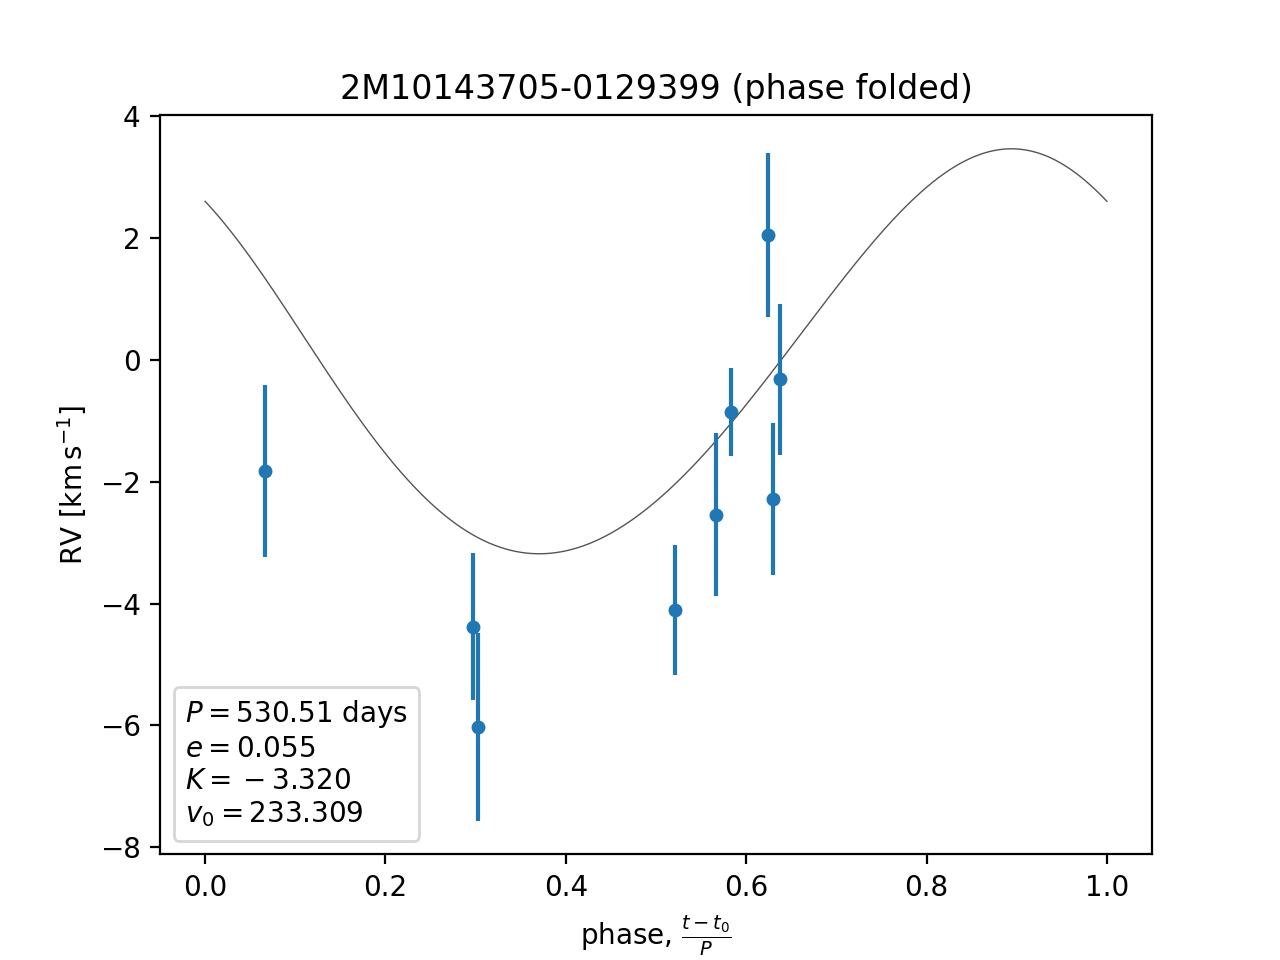 2M10143705-0129399 (phase folded)
4
2
0
−2
−4
−6
−8
RV [km s⁻¹]
P = 530.51 days
e = 0.055
K = −3.320
v₀ = 233.309
0.0 0.2 0.4 0.6 0.8 1.0
phase, (t − t₀)/P